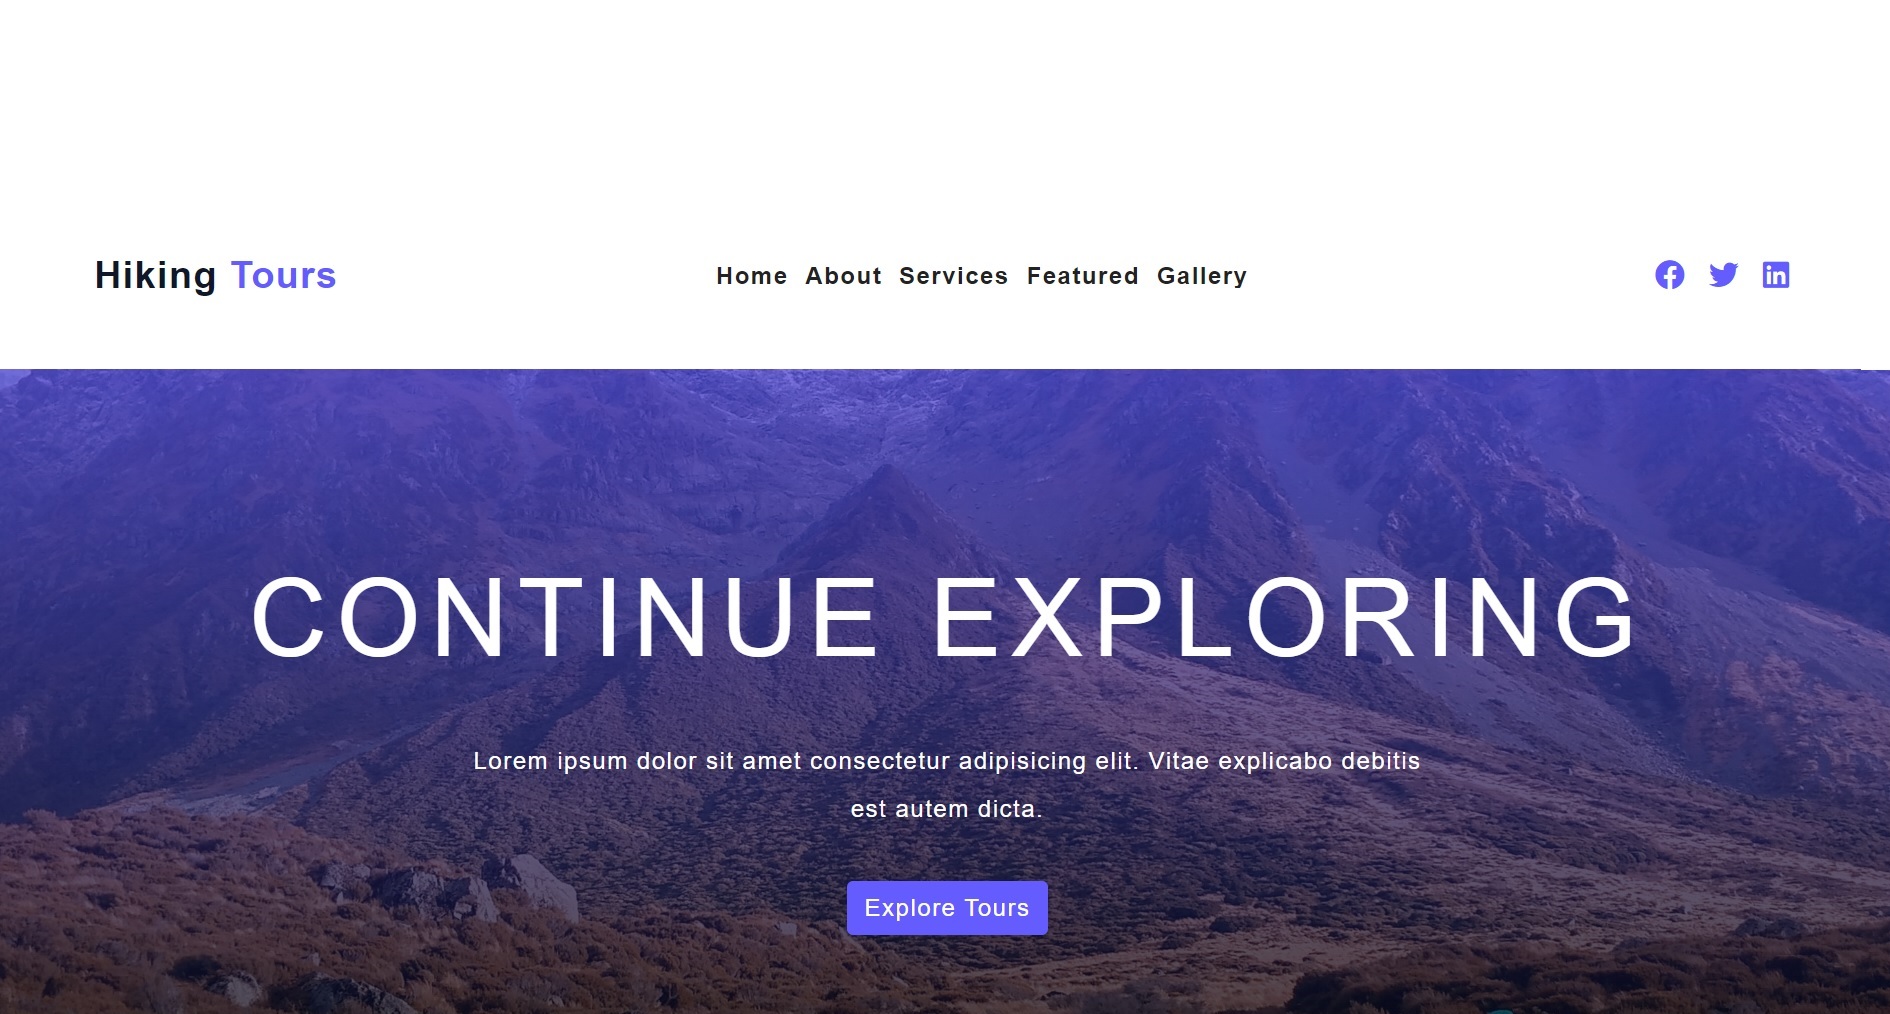 Hiking Tours
Home About Services Featured Gallery
CONTINUE EXPLORING
Lorem ipsum dolor sit amet consectetur adipisicing elit. Vitae explicabo debitis
est autem dicta.
Explore Tours